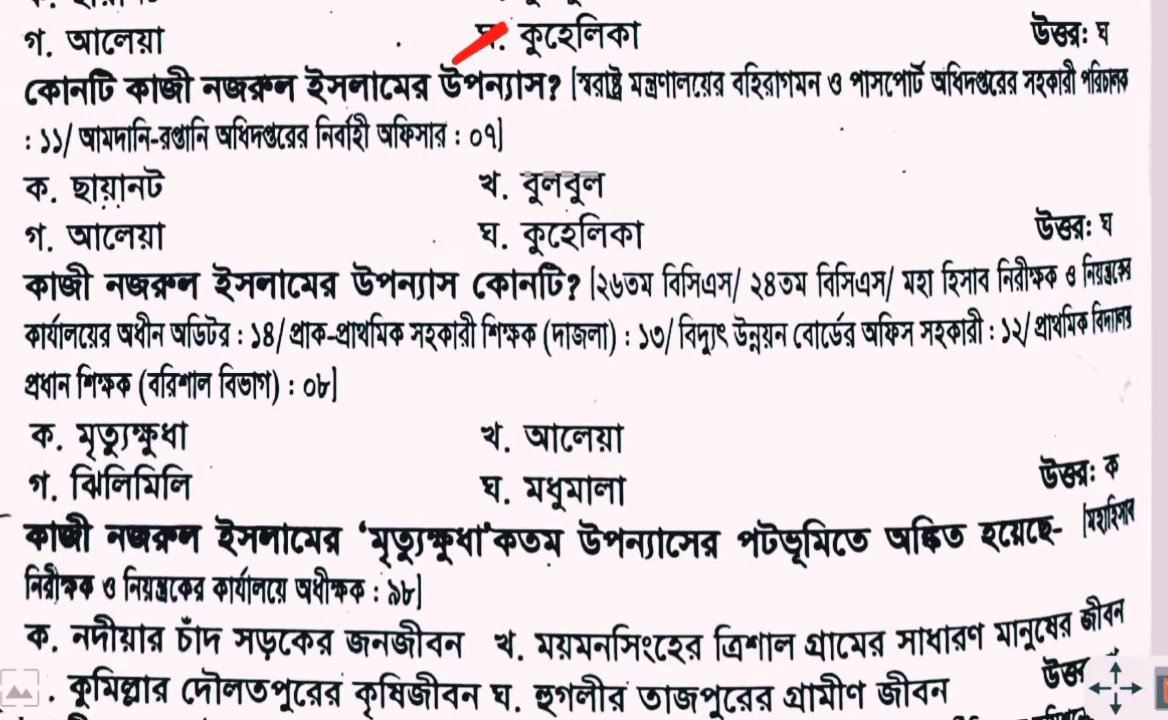 গ. আলেয়া ঘ. কুহেলিকা উত্তর: ঘ
কোনটি কাজী নজরুল ইসলামের উপন্যাস? [স্বরাষ্ট্র মন্ত্রণালয়ের বহিরাগমন ও পাসপোর্ট অধিদপ্তরের সহকারী পরিচালক
: ১১/ আমদানি-রপ্তানি অধিদপ্তরের নির্বাহী অফিসার : ০৭]
ক. ছায়ানট খ. বুলবুল
গ. আলেয়া ঘ. কুহেলিকা উত্তর: ঘ
কাজী নজরুল ইসলামের উপন্যাস কোনটি? [২৬তম বিসিএস/ ২৪তম বিসিএস/ মহা হিসাব নিরীক্ষক ও নিয়ন্ত্রকের
কার্যালয়ের অধীন অডিটর : ১৪/ প্রাক-প্রাথমিক সহকারী শিক্ষক (দাজলা) : ১৩/ বিদ্যুৎ উন্নয়ন বোর্ডের অফিস সহকারী : ১২/ প্রাথমিক বিদ্যালয়
প্রধান শিক্ষক (বরিশাল বিভাগ) : ০৮]
ক. মৃত্যুক্ষুধা খ. আলেয়া
গ. ঝিলিমিলি ঘ. মধুমালা উত্তর: ক
কাজী নজরুল ইসলামের ‘মৃত্যুক্ষুধা’কতম উপন্যাসের পটভূমিতে অঙ্কিত হয়েছে- [মহাহিসাব
নিরীক্ষক ও নিয়ন্ত্রকের কার্যালয়ে অধীক্ষক : ৯৮]
ক. নদীয়ার চাঁদ সড়কের জনজীবন খ. ময়মনসিংহের ত্রিশাল গ্রামের সাধারণ মানুষের জীবন
. কুমিল্লার দৌলতপুরের কৃষিজীবন ঘ. হুগলীর তাজপুরের গ্রামীণ জীবন উত্তর